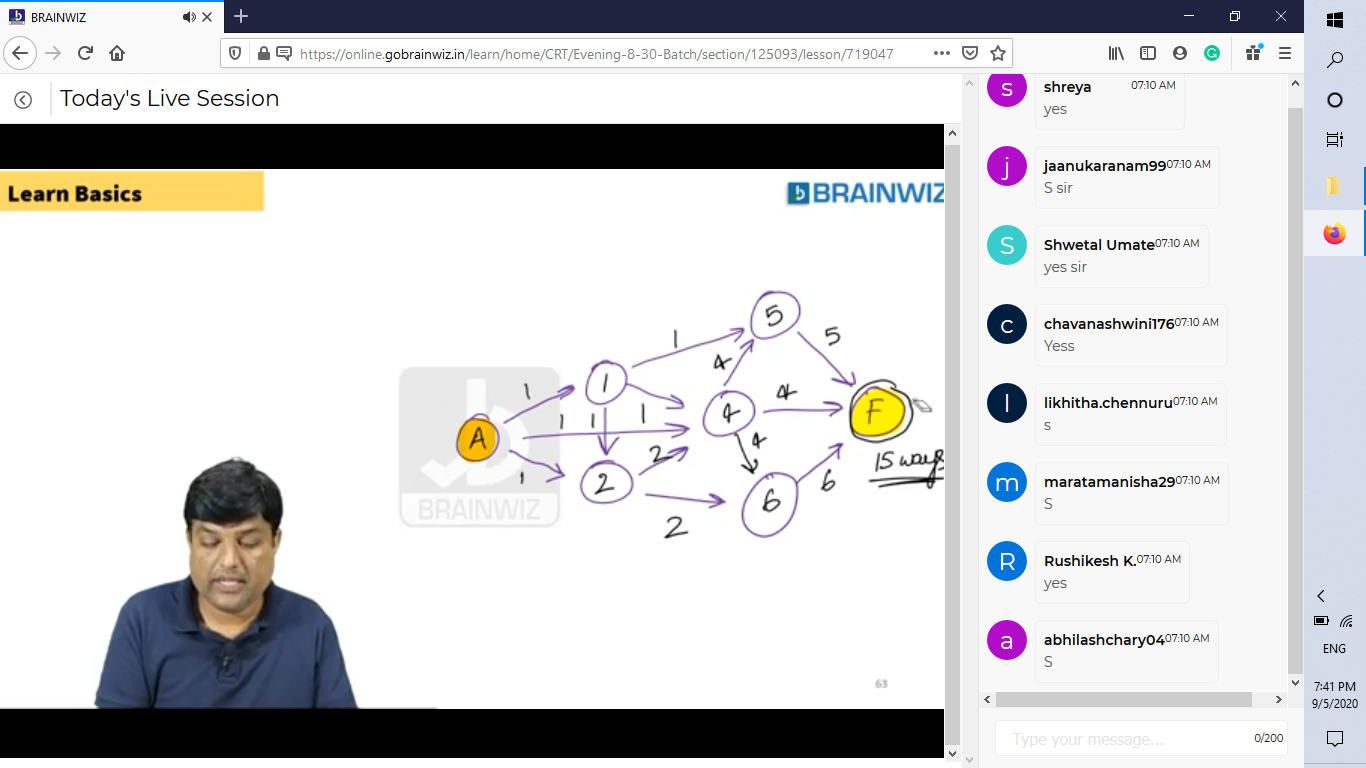 BRAINWIZ
https://online.gobrainwiz.in/learn/home/CRT/Evening-8-30-Batch/section/125093/lesson/719047
Today's Live Session
Learn Basics
BRAINWIZ
5
1
5
4
1
1
4
4
F
1
1
1
A
4
2
15 ways
1
2
6
6
2
BRAINWIZ
63
s
shreya 07:10 AM
yes
j
jaanukaranam99 07:10 AM
S sir
S
Shwetal Umate 07:10 AM
yes sir
c
chavanashwini176 07:10 AM
Yess
l
likhitha.chennuru 07:10 AM
s
m
maratamanisha29 07:10 AM
S
R
Rushikesh K. 07:10 AM
yes
a
abhilashchary04 07:10 AM
S
Type your message... 0/200
ENG
7:41 PM
9/5/2020